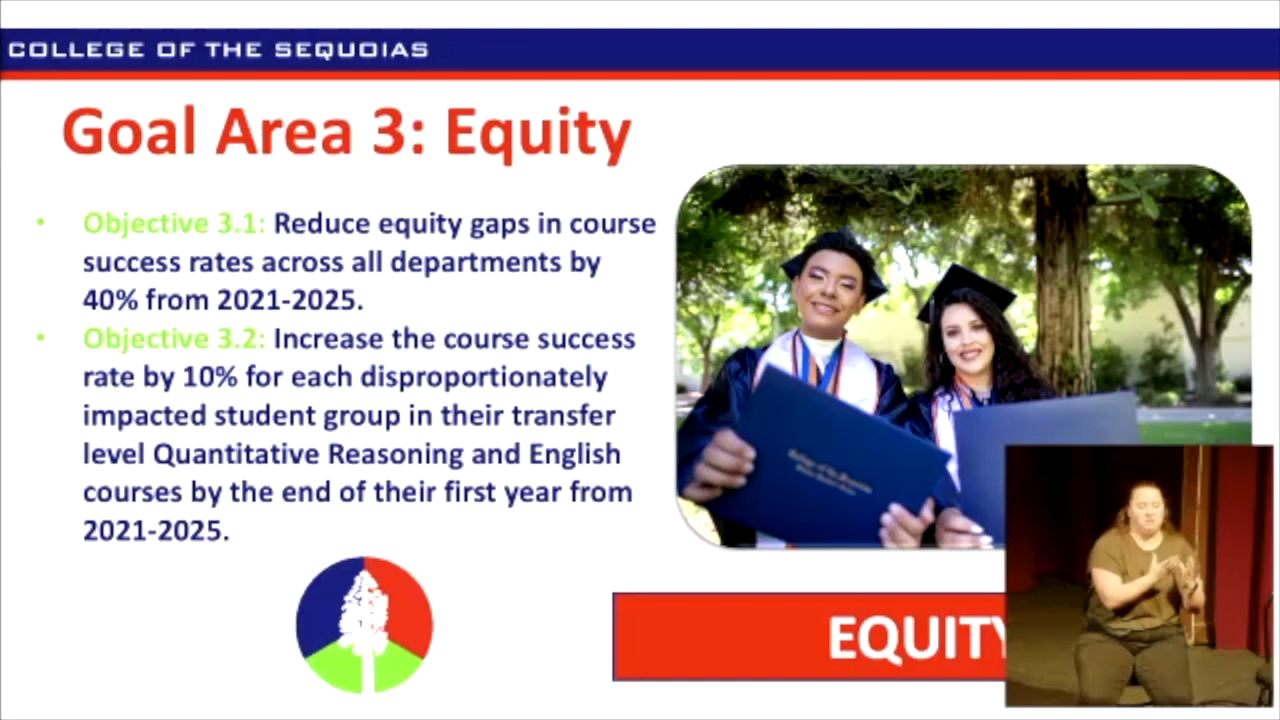 COLLEGE OF THE SEQUOIAS
Goal Area 3: Equity
• Objective 3.1: Reduce equity gaps in course
success rates across all departments by
40% from 2021-2025.
• Objective 3.2: Increase the course success
rate by 10% for each disproportionately
impacted student group in their transfer
level Quantitative Reasoning and English
courses by the end of their first year from
2021-2025.
EQUITY